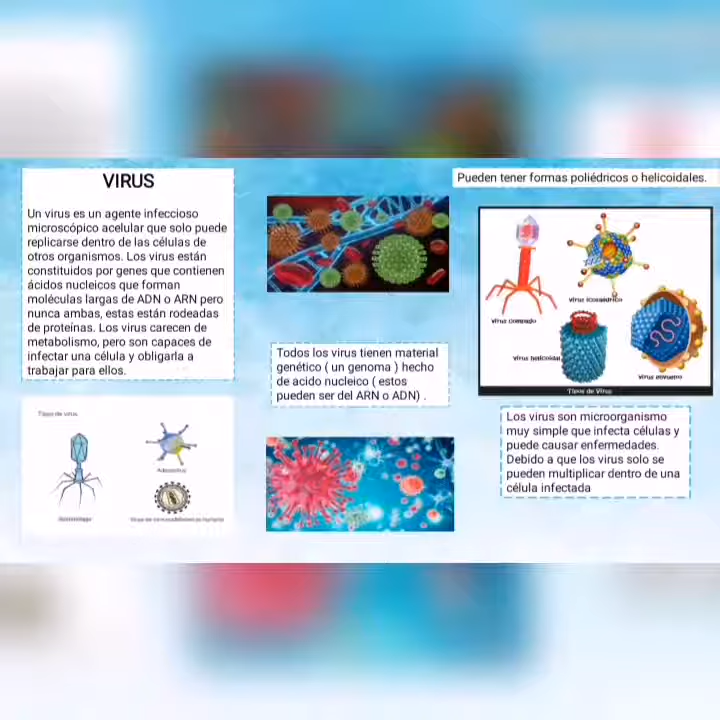 VIRUS
Un virus es un agente infeccioso
microscópico acelular que solo puede
replicarse dentro de las células de
otros organismos. Los virus están
constituidos por genes que contienen
ácidos nucleicos que forman
moléculas largas de ADN o ARN pero
nunca ambas, estas están rodeadas
de proteínas. Los virus carecen de
metabolismo, pero son capaces de
infectar una célula y obligarla a
trabajar para ellos.
Tipos de virus
Adenovirus
Virus de inmunodeficiencia humana
Todos los virus tienen material
genético ( un genoma ) hecho
de acido nucleico ( estos
pueden ser del ARN o ADN) .
Pueden tener formas poliédricos o helicoidales.
Virus icosaédrico
Virus complejo
Virus helicoidal
Virus envuelto
Tipos de Virus
Los virus son microorganismo
muy simple que infecta células y
puede causar enfermedades.
Debido a que los virus solo se
pueden multiplicar dentro de una
célula infectada